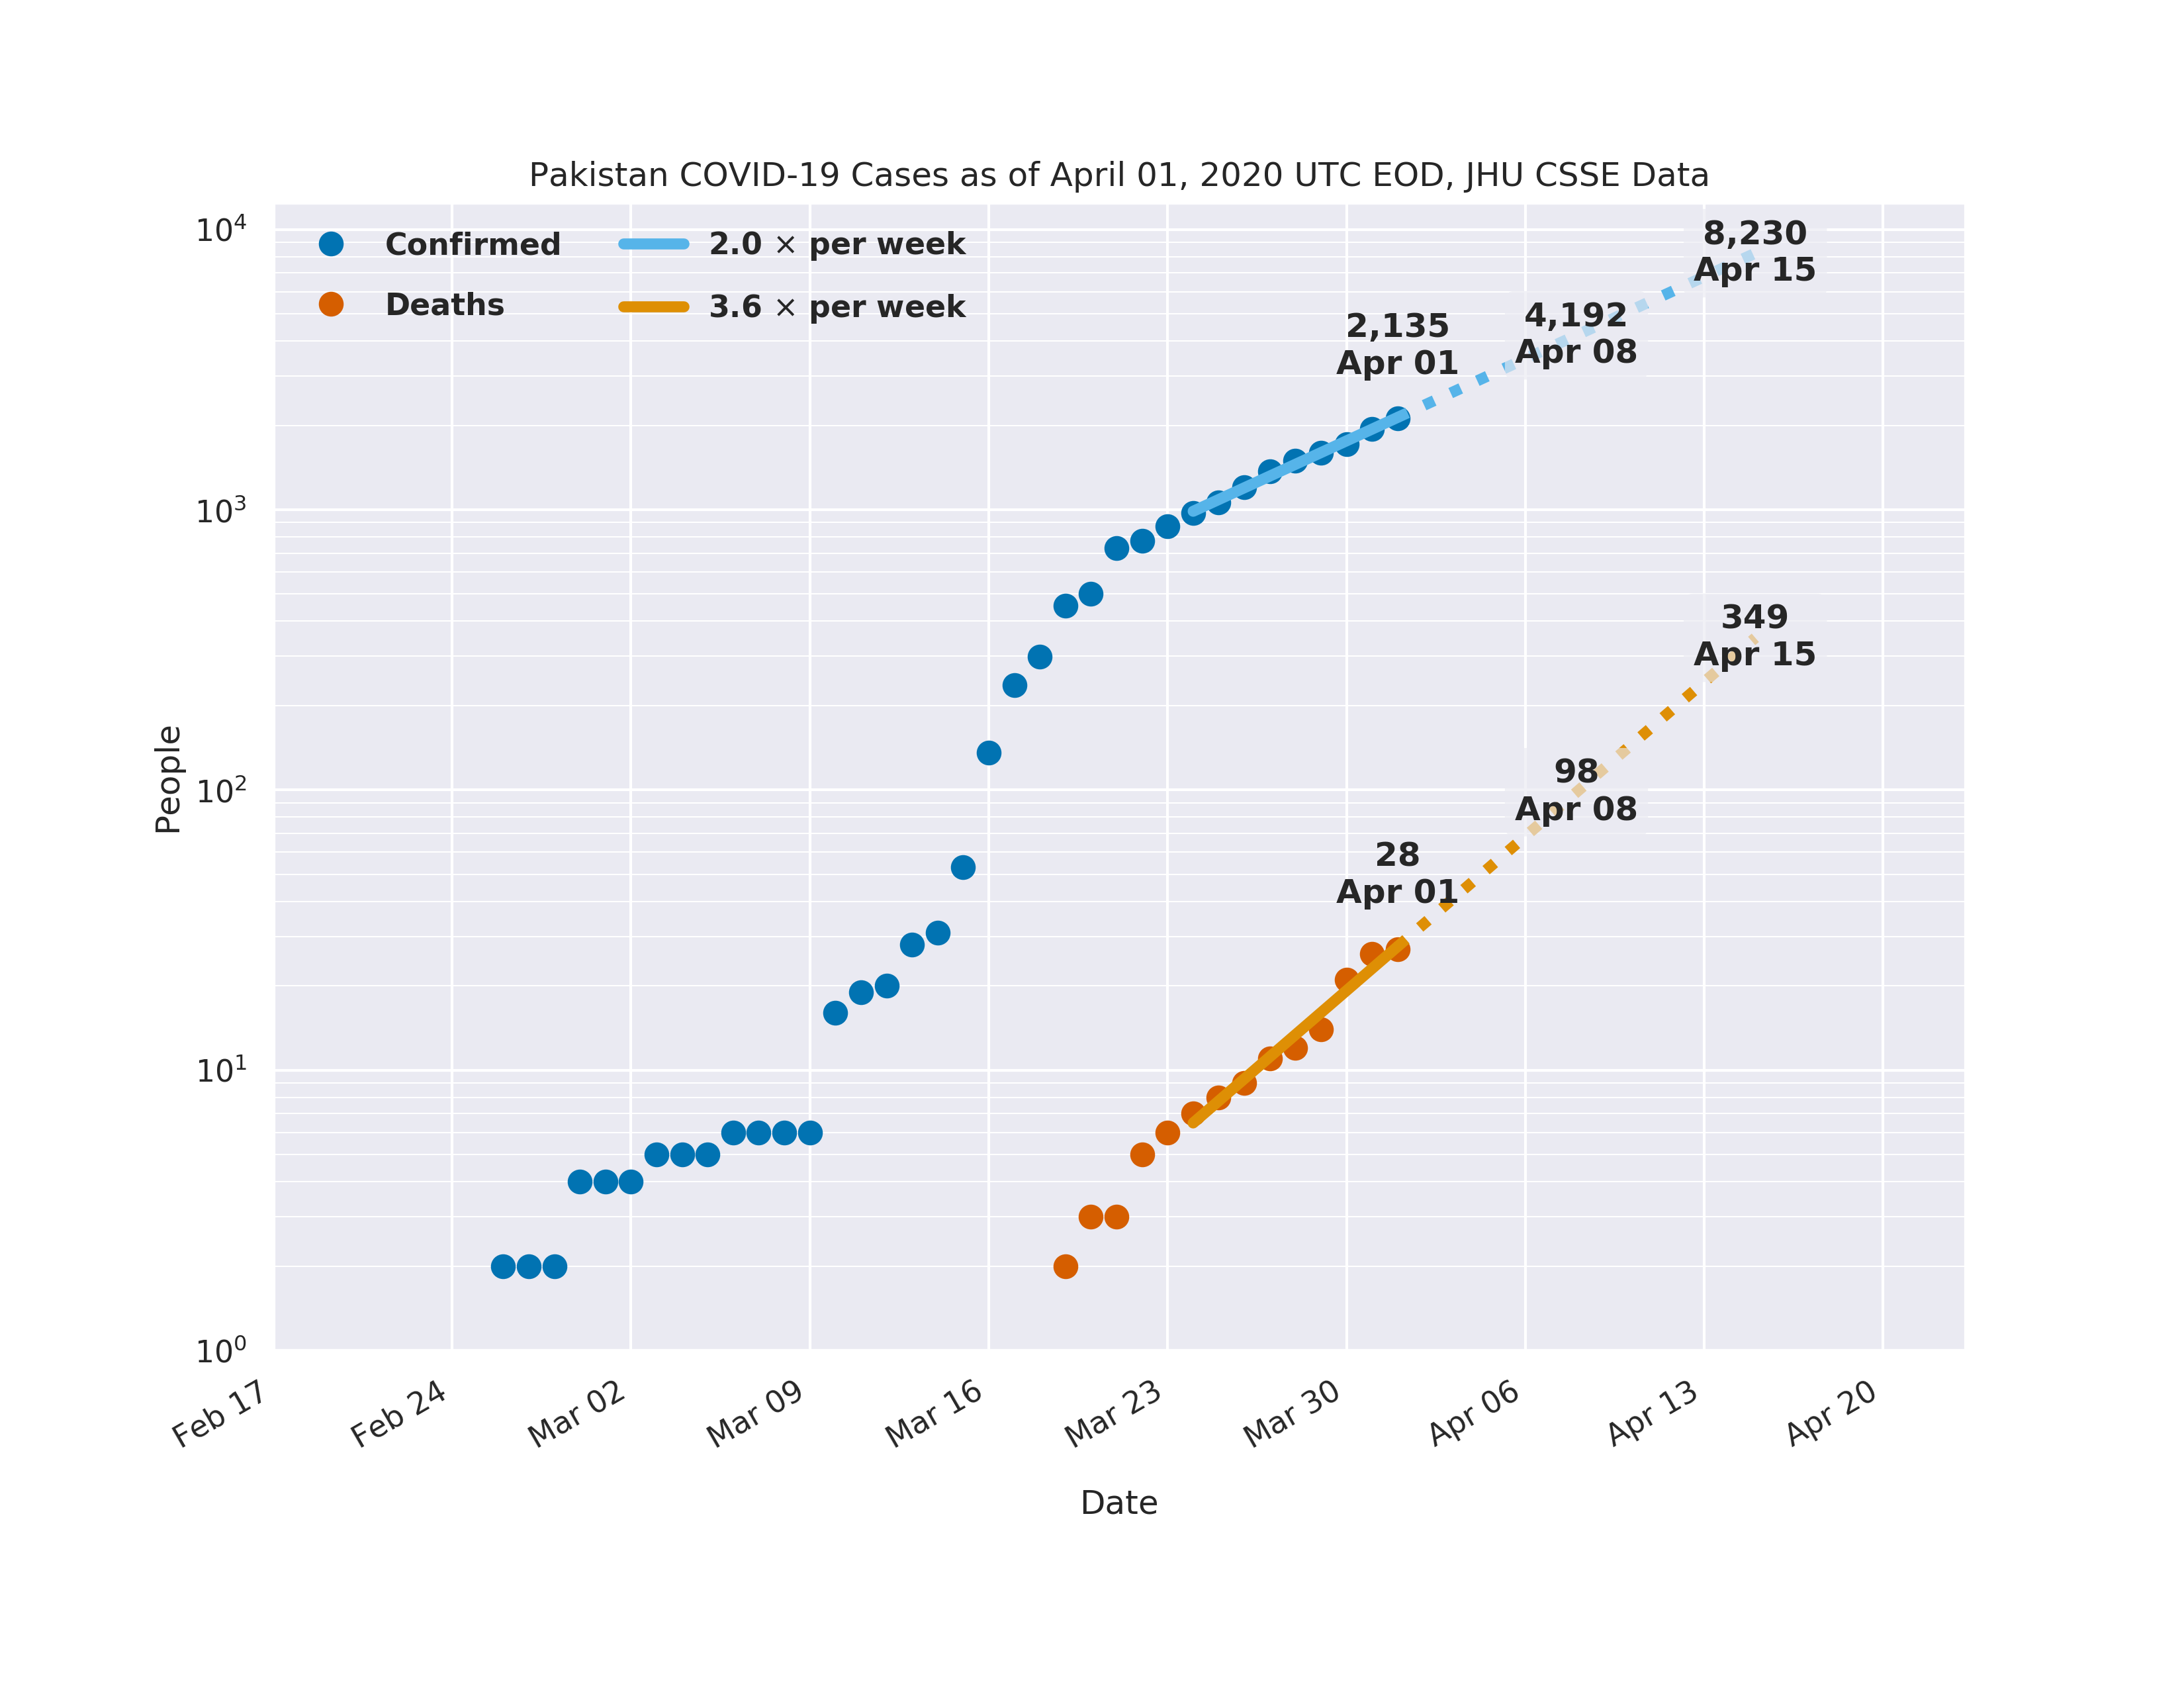 Pakistan COVID-19 Cases as of April 01, 2020 UTC EOD, JHU CSSE Data
Confirmed
Deaths
2.0 × per week
3.6 × per week
8,230
Apr 15
4,192
Apr 08
2,135
Apr 01
349
Apr 15
98
Apr 08
28
Apr 01
10⁴
10³
10²
10¹
10⁰
People
Feb 17
Feb 24
Mar 02
Mar 09
Mar 16
Mar 23
Mar 30
Apr 06
Apr 13
Apr 20
Date